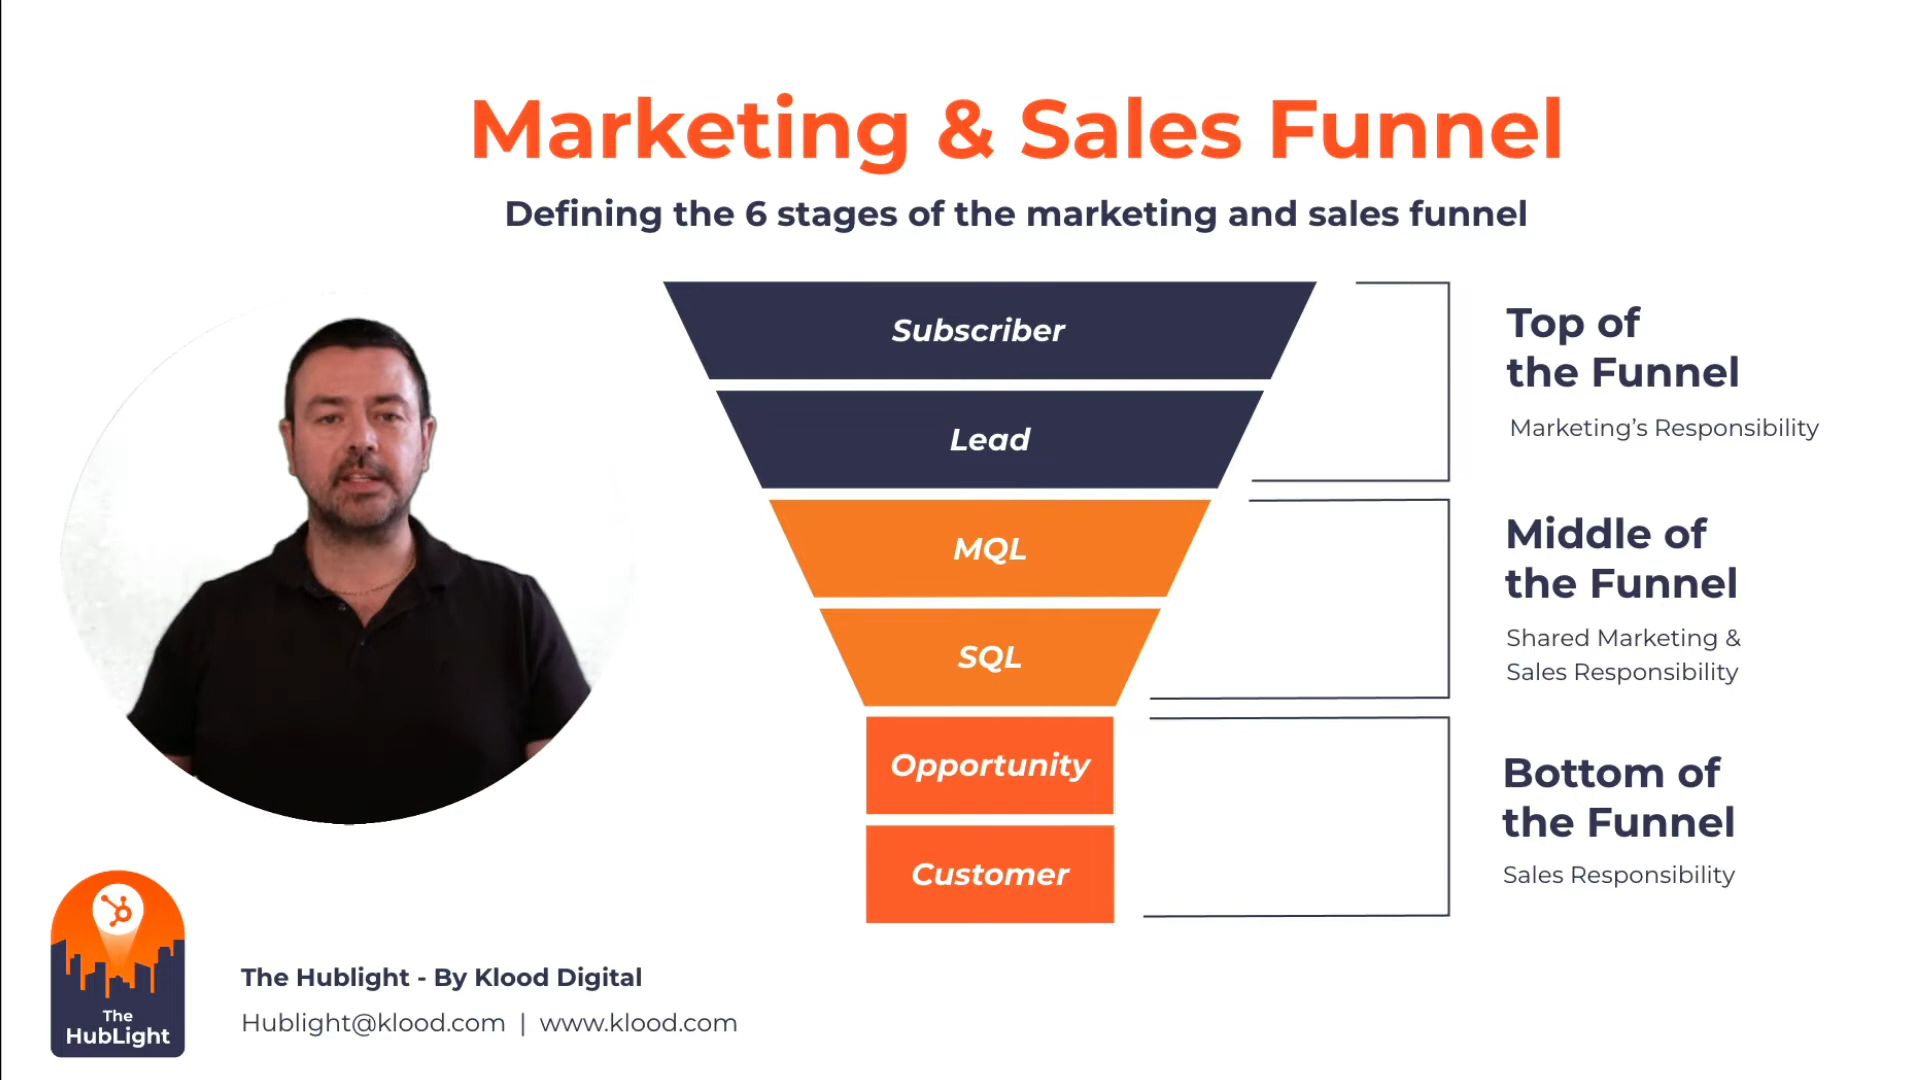 Marketing & Sales Funnel
Defining the 6 stages of the marketing and sales funnel
Subscriber
Lead
MQL
SQL
Opportunity
Customer
Top of
the Funnel
Marketing’s Responsibility
Middle of
the Funnel
Shared Marketing &
Sales Responsibility
Bottom of
the Funnel
Sales Responsibility
The
HubLight
The Hublight - By Klood Digital
Hublight@klood.com | www.klood.com